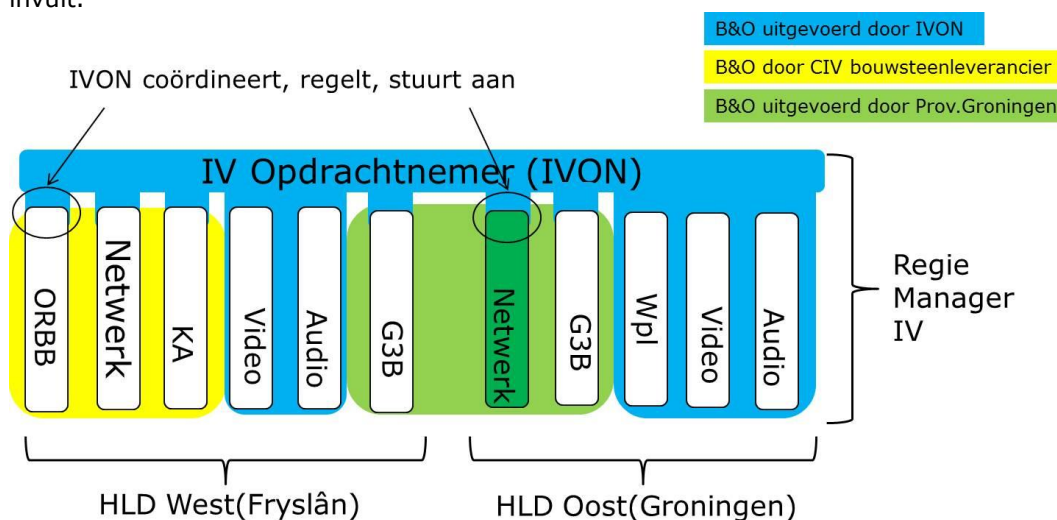 invult.
B&O uitgevoerd door IVON
B&O door CIV bouwsteenleverancier
B&O uitgevoerd door Prov.Groningen
IVON coördineert, regelt, stuurt aan
IV Opdrachtnemer (IVON)
ORBB
Netwerk
KA
Video
Audio
G3B
Netwerk
G3B
Wpl
Video
Audio
Regie
Manager
IV
HLD West(Fryslân)
HLD Oost(Groningen)